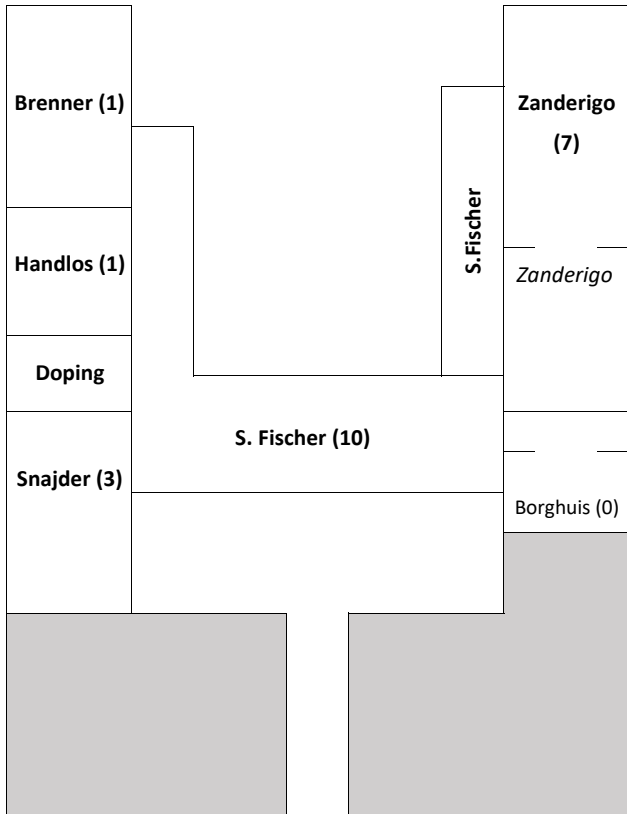 Brenner (1)
Handlos (1)
Doping
Snajder (3)
S. Fischer (10)
S.Fischer
Zanderigo
(7)
Zanderigo
Borghuis (0)